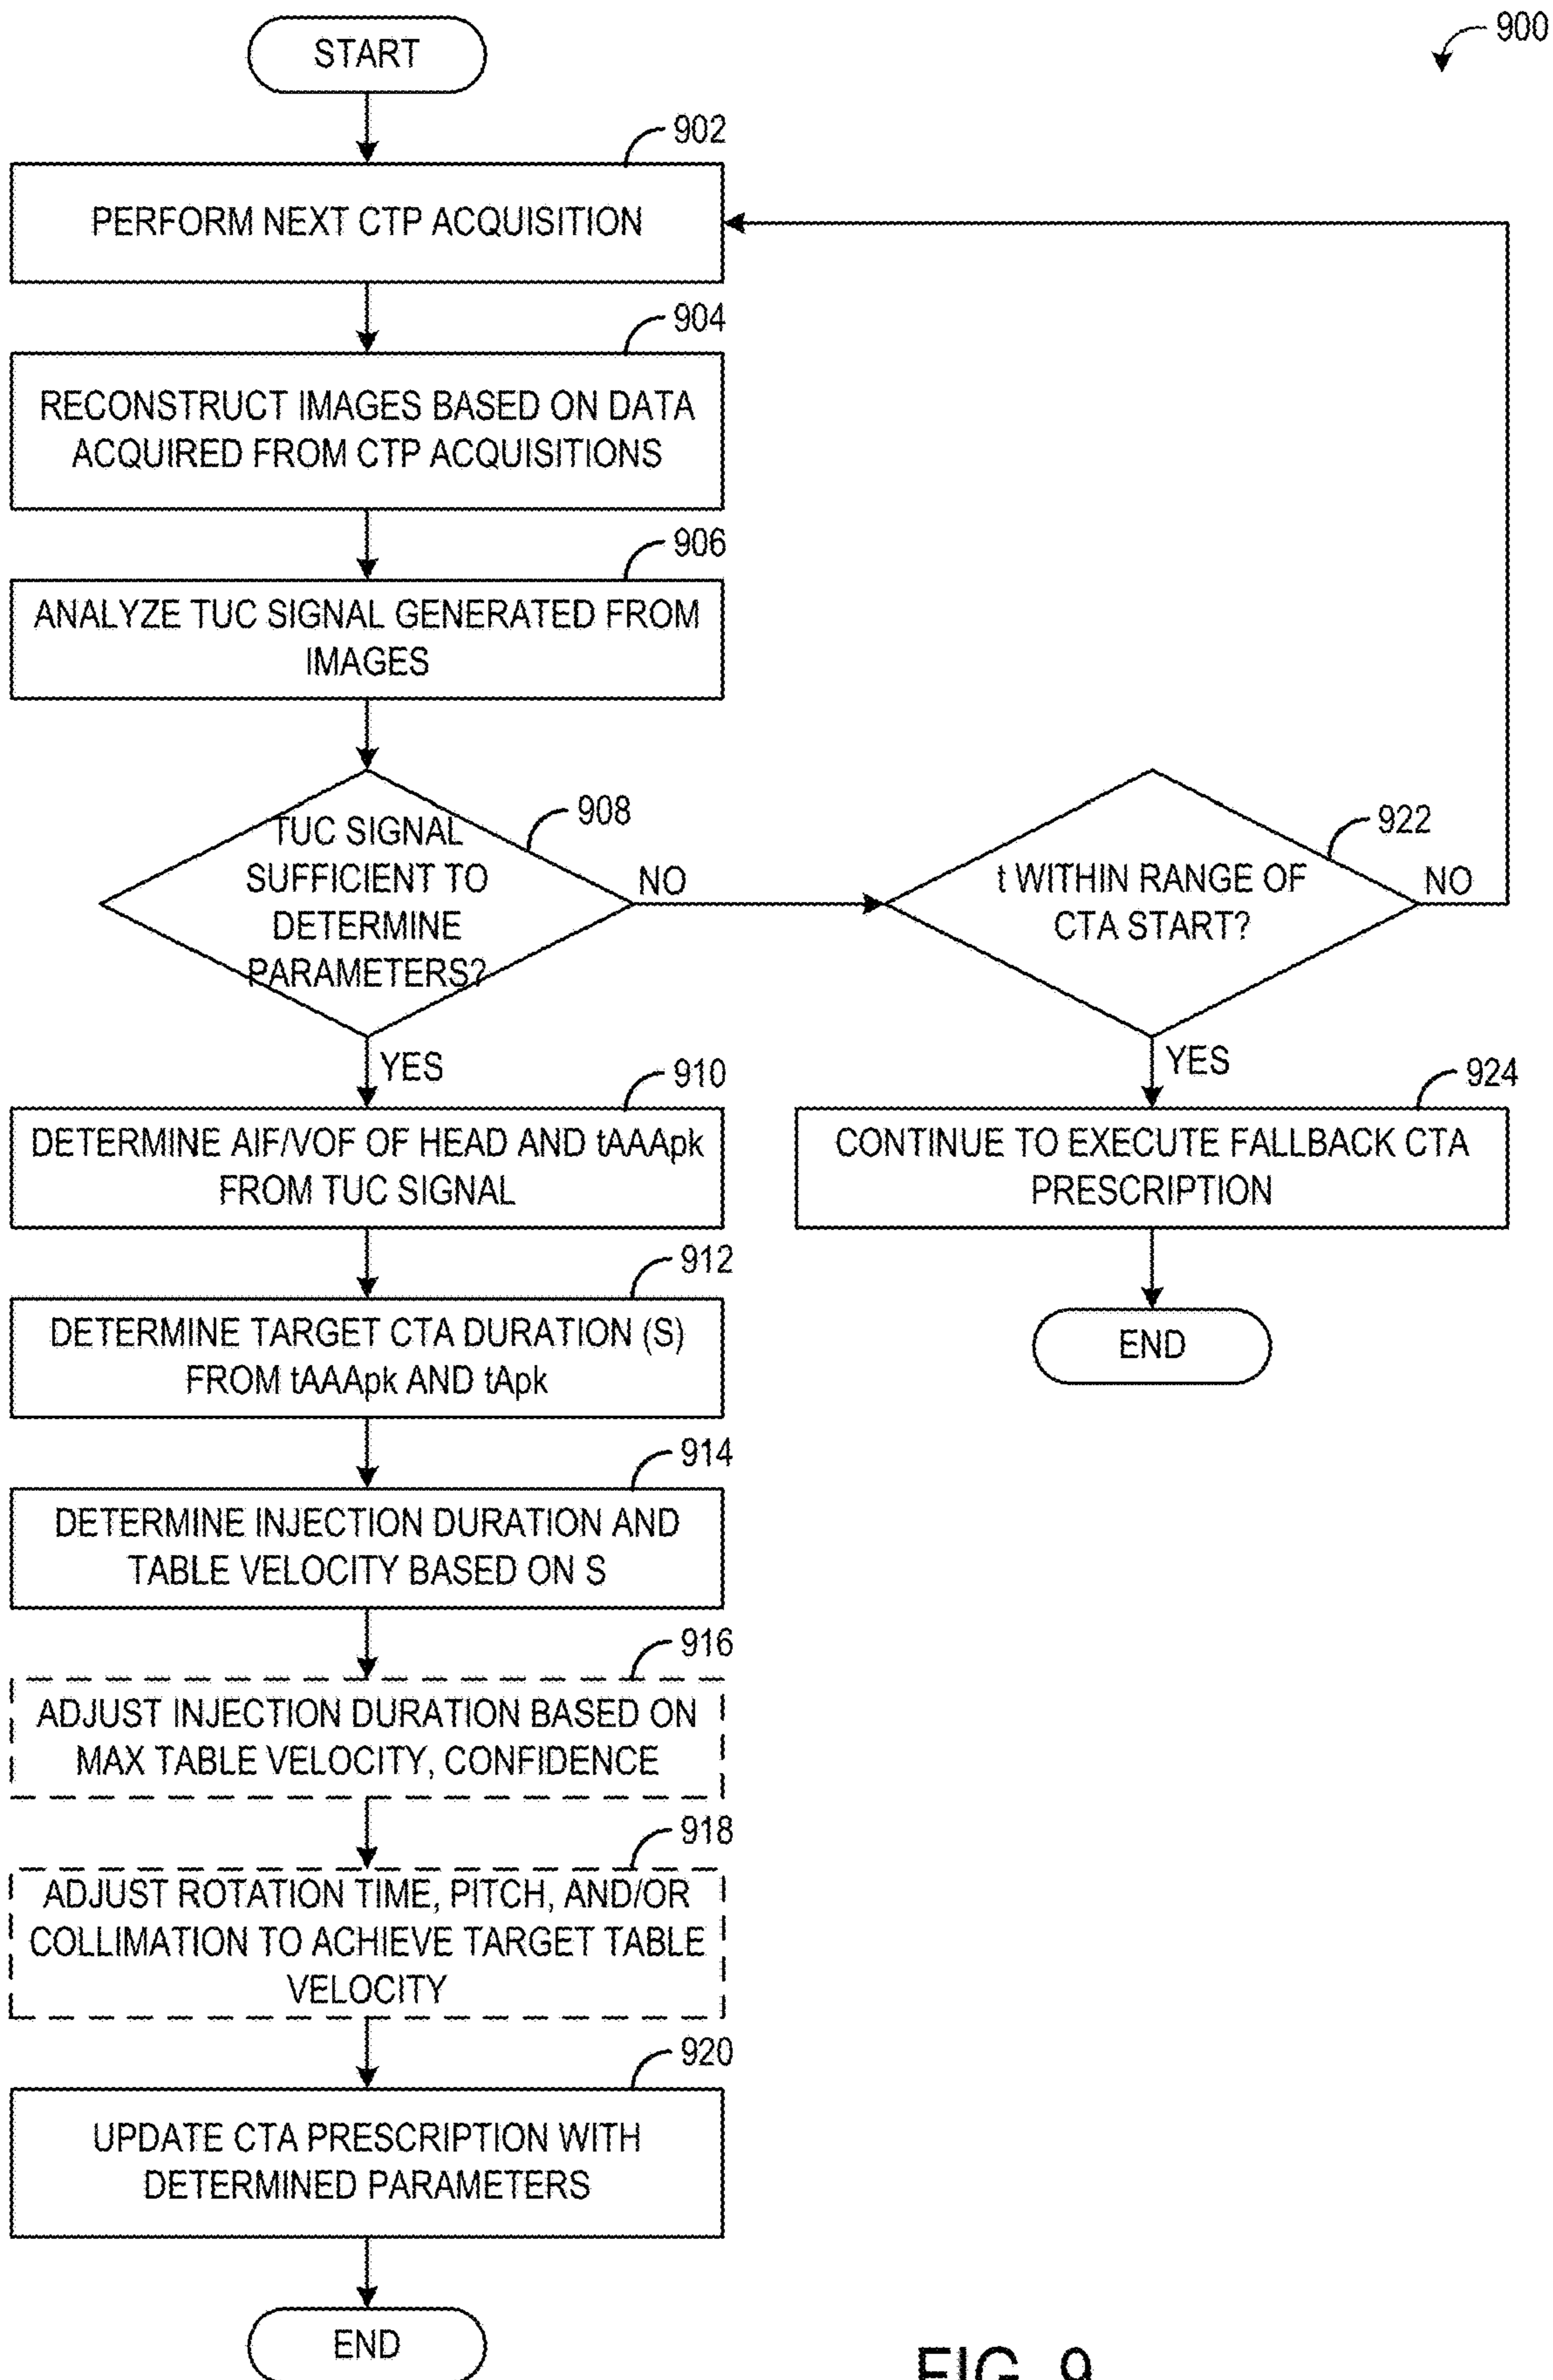 START
900
902
PERFORM NEXT CTP ACQUISITION
904
RECONSTRUCT IMAGES BASED ON DATA
ACQUIRED FROM CTP ACQUISITIONS
906
ANALYZE TUC SIGNAL GENERATED FROM
IMAGES
908
TUC SIGNAL
SUFFICIENT TO
DETERMINE
PARAMETERS?
NO
922
t WITHIN RANGE OF
CTA START?
NO
YES
YES
910
DETERMINE AIF/VOF OF HEAD AND tAAApk
FROM TUC SIGNAL
924
CONTINUE TO EXECUTE FALLBACK CTA
PRESCRIPTION
912
DETERMINE TARGET CTA DURATION (S)
FROM tAAApk AND tApk
END
914
DETERMINE INJECTION DURATION AND
TABLE VELOCITY BASED ON S
916
ADJUST INJECTION DURATION BASED ON
MAX TABLE VELOCITY, CONFIDENCE
918
ADJUST ROTATION TIME, PITCH, AND/OR
COLLIMATION TO ACHIEVE TARGET TABLE
VELOCITY
920
UPDATE CTA PRESCRIPTION WITH
DETERMINED PARAMETERS
END
FIG. 9